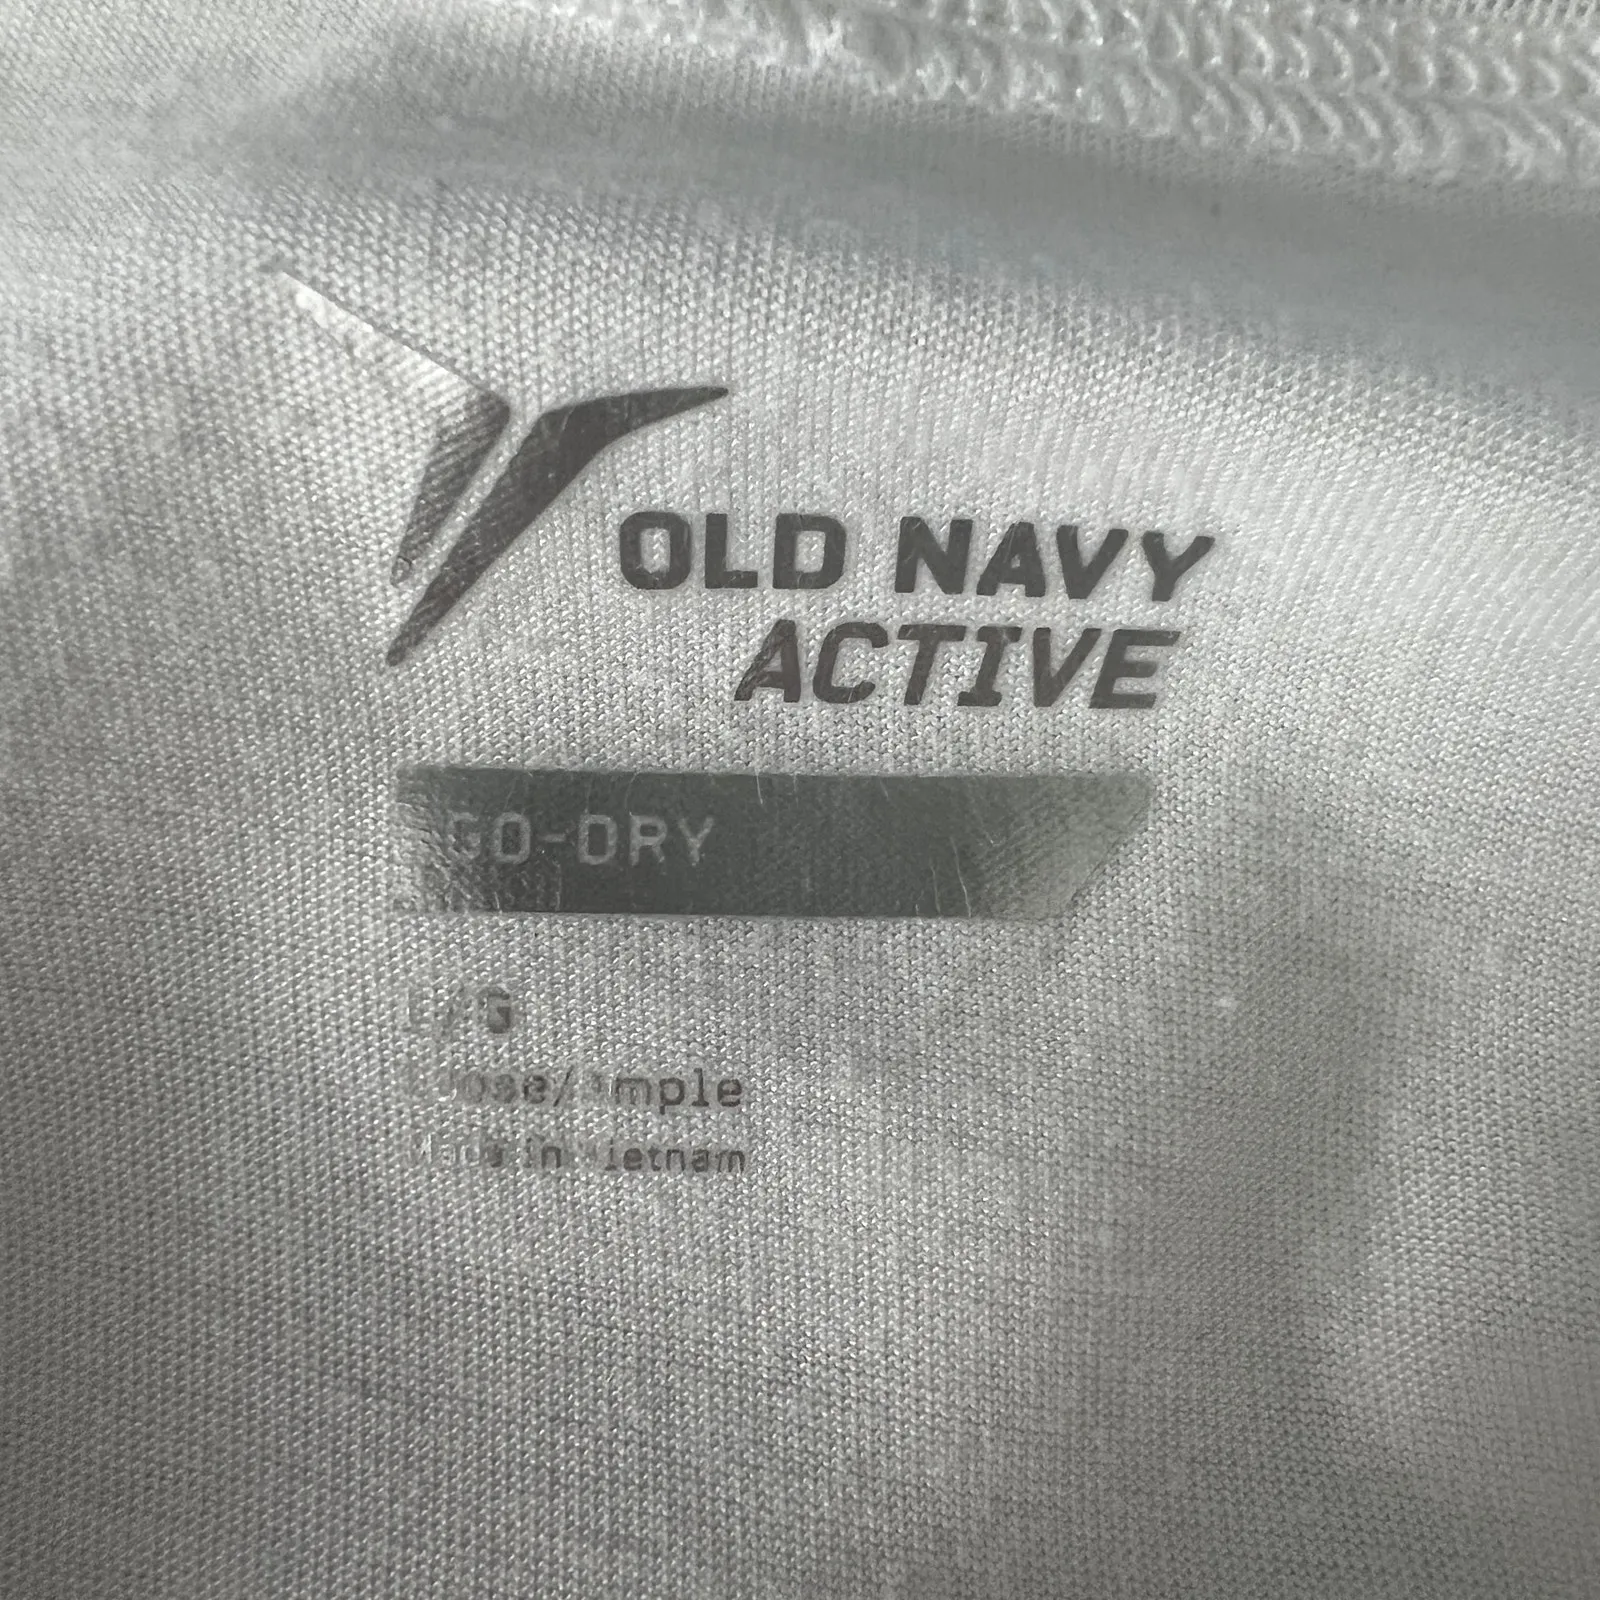 OLD NAVY
ACTIVE
GO-DRY
L/G
Loose/Ample
Made in Vietnam